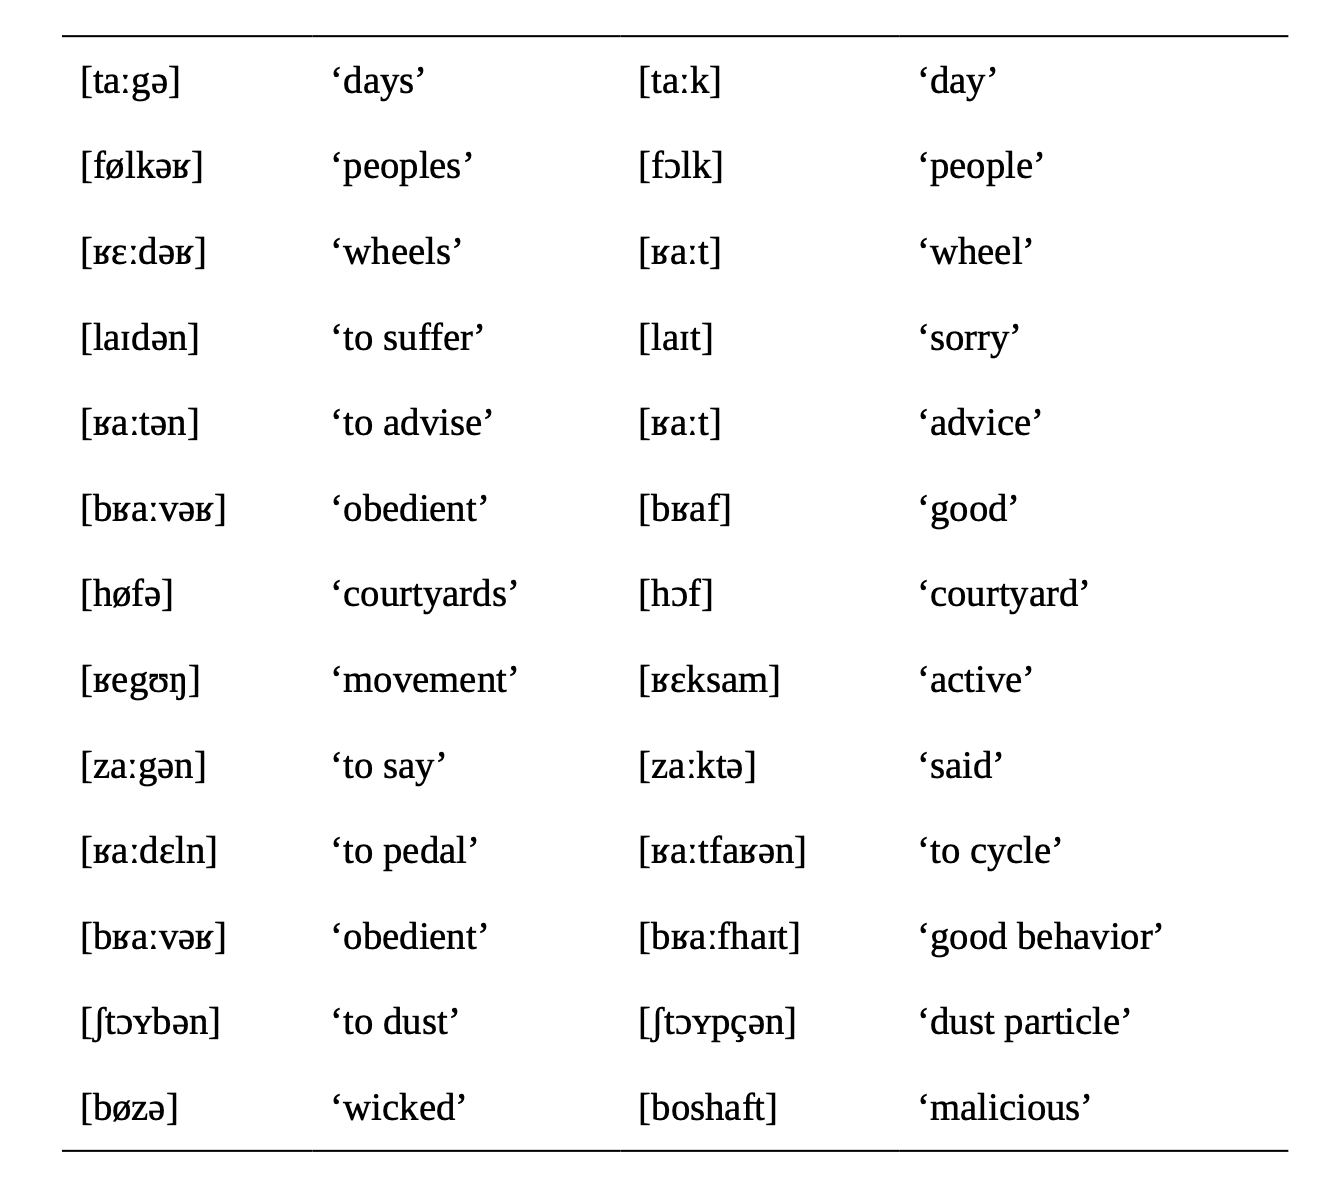 [taːgə] ‘days’ [taːk] ‘day’
[følkəʁ] ‘peoples’ [fɔlk] ‘people’
[ʁɛːdəʁ] ‘wheels’ [ʁaːt] ‘wheel’
[laɪdən] ‘to suffer’ [laɪt] ‘sorry’
[ʁaːtən] ‘to advise’ [ʁaːt] ‘advice’
[bʁaːvəʁ] ‘obedient’ [bʁaf] ‘good’
[høfə] ‘courtyards’ [hɔf] ‘courtyard’
[ʁegʊŋ] ‘movement’ [ʁɛksam] ‘active’
[zaːgən] ‘to say’ [zaːktə] ‘said’
[ʁaːdɛln] ‘to pedal’ [ʁaːtfaʁən] ‘to cycle’
[bʁaːvəʁ] ‘obedient’ [bʁaːfhaɪt] ‘good behavior’
[ʃtɔʏbən] ‘to dust’ [ʃtɔʏpçən] ‘dust particle’
[bøzə] ‘wicked’ [boshaft] ‘malicious’